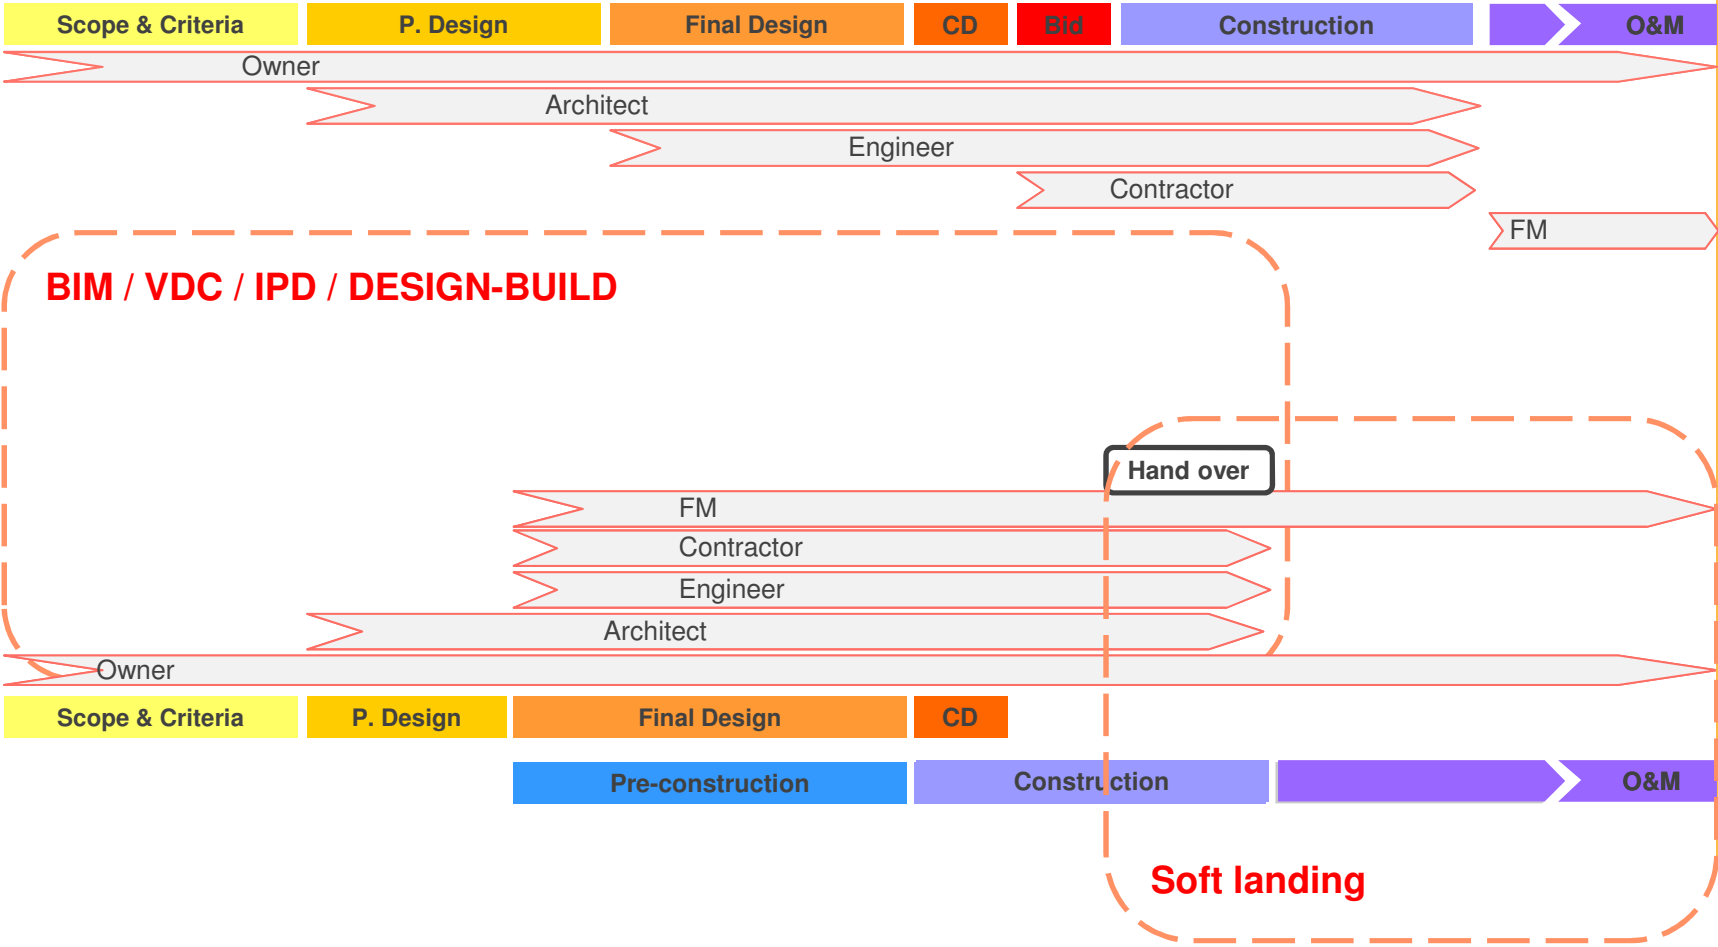 Scope & Criteria P. Design Final Design CD Bid Construction O&M
Owner
Architect
Engineer
Contractor
FM
BIM / VDC / IPD / DESIGN-BUILD
Hand over
FM
Contractor
Engineer
Architect
Owner
Scope & Criteria P. Design Final Design CD
Pre-construction Construction O&M
Soft landing